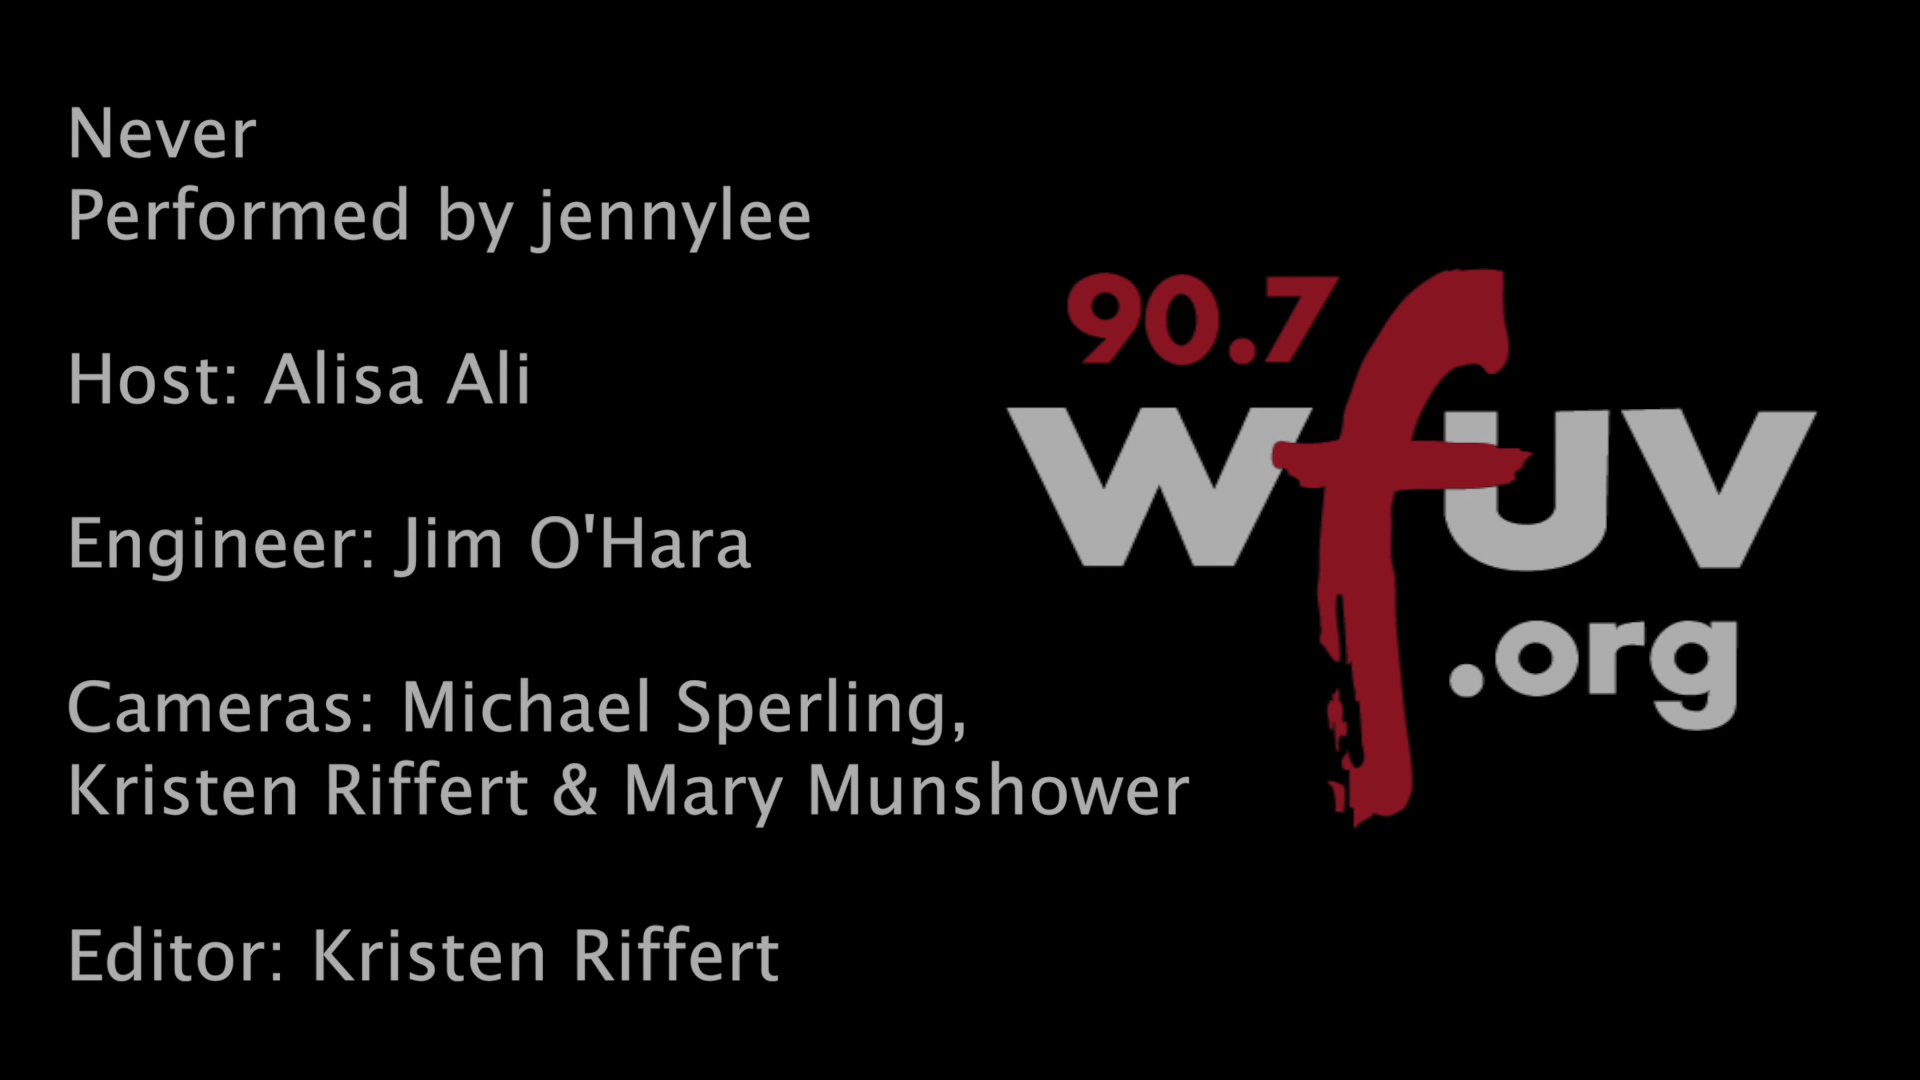 Never
Performed by jennylee
Host: Alisa Ali
Engineer: Jim O'Hara
Cameras: Michael Sperling,
Kristen Riffert & Mary Munshower
Editor: Kristen Riffert
90.7
wfuv
.org